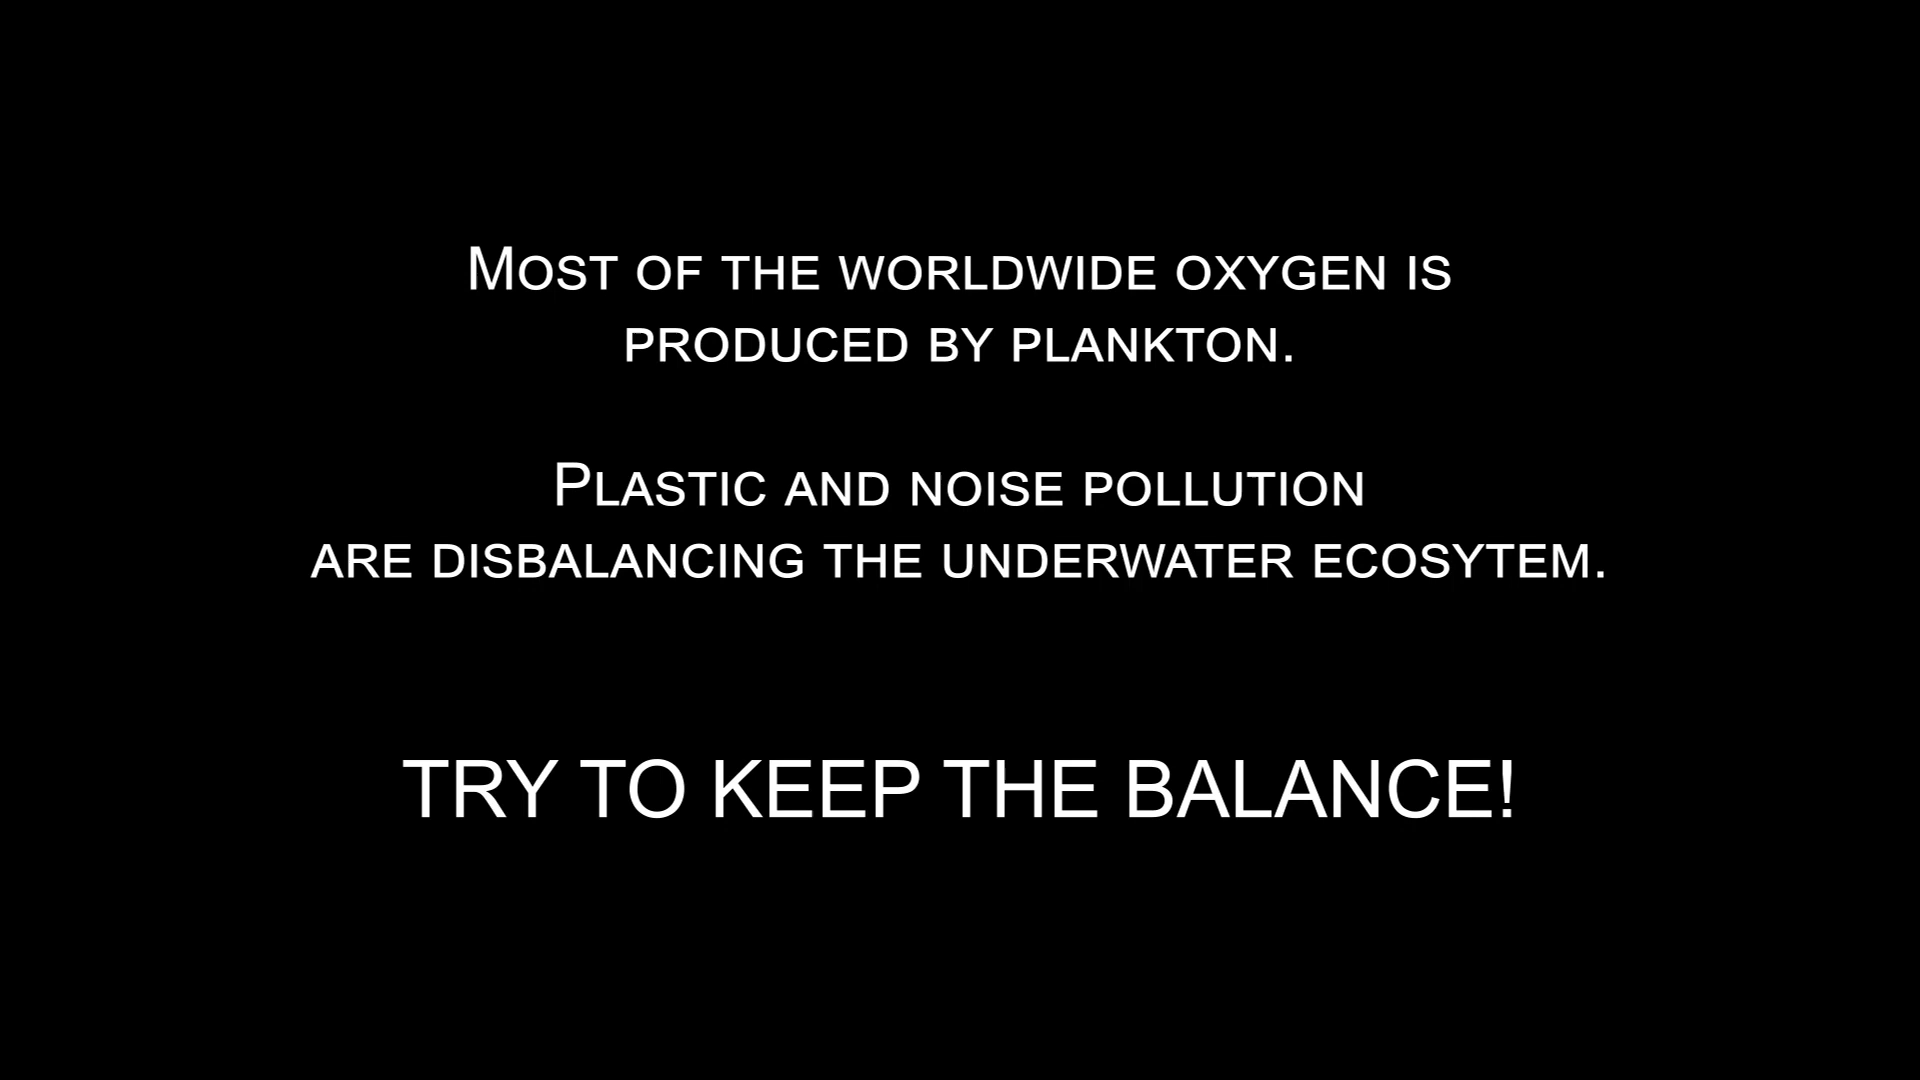 Most of the worldwide oxygen is
produced by plankton.
Plastic and noise pollution
are disbalancing the underwater ecosytem.
TRY TO KEEP THE BALANCE!